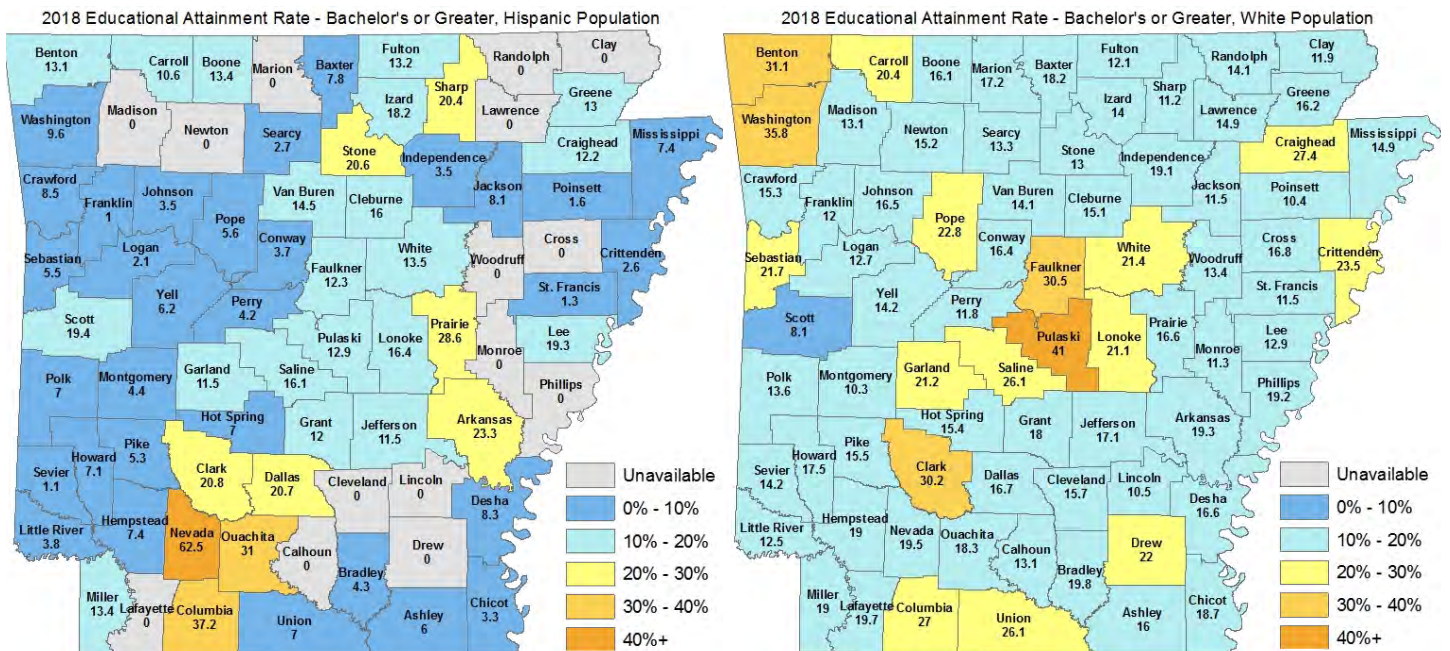 2018 Educational Attainment Rate - Bachelor's or Greater, Hispanic Population
Benton
13.1
Carroll
10.6
Boone
13.4
Marion
0
Baxter
7.8
Fulton
13.2
Randolph
0
Clay
0
Sharp
20.4
Izard
18.2
Lawrence
0
Greene
13
Washington
9.6
Madison
0
Newton
0
Searcy
2.7
Stone
20.6
Independence
3.5
Craighead
12.2
Mississippi
7.4
Crawford
8.5
Franklin
1
Johnson
3.5
Pope
5.6
Van Buren
14.5
Cleburne
16
Jackson
8.1
Poinsett
1.6
Logan
2.1
Conway
3.7
White
13.5
Woodruff
0
Cross
0
Crittenden
2.6
Sebastian
5.5
Faulkner
12.3
St. Francis
1.3
Yell
6.2
Perry
4.2
Scott
19.4
Pulaski
12.9
Lonoke
16.4
Prairie
28.6
Monroe
0
Lee
19.3
Garland
11.5
Saline
16.1
Phillips
0
Polk
7
Montgomery
4.4
Hot Spring
7
Grant
12
Jefferson
11.5
Arkansas
23.3
Pike
5.3
Howard
7.1
Sevier
1.1
Clark
20.8
Dallas
20.7
Cleveland
0
Lincoln
0
Desha
8.3
Little River
3.8
Hempstead
7.4
Nevada
62.5
Ouachita
31
Calhoun
0
Bradley
4.3
Drew
0
Miller
13.4
Lafayette
0
Columbia
37.2
Union
7
Ashley
6
Chicot
3.3
Unavailable
0% - 10%
10% - 20%
20% - 30%
30% - 40%
40%+
2018 Educational Attainment Rate - Bachelor's or Greater, White Population
Benton
31.1
Carroll
20.4
Boone
16.1
Marion
17.2
Baxter
18.2
Fulton
12.1
Randolph
14.1
Clay
11.9
Sharp
11.2
Izard
14
Lawrence
14.9
Greene
16.2
Washington
35.8
Madison
13.1
Newton
15.2
Searcy
13.3
Stone
13
Independence
19.1
Craighead
27.4
Mississippi
14.9
Crawford
15.3
Franklin
12
Johnson
16.5
Pope
22.8
Van Buren
14.1
Cleburne
15.1
Jackson
11.5
Poinsett
10.4
Logan
12.7
Conway
16.4
White
21.4
Woodruff
13.4
Cross
16.8
Crittenden
23.5
Sebastian
21.7
Faulkner
30.5
St. Francis
11.5
Yell
14.2
Perry
11.8
Scott
8.1
Pulaski
41
Lonoke
21.1
Prairie
16.6
Monroe
11.3
Lee
12.9
Garland
21.2
Saline
26.1
Phillips
19.2
Polk
13.6
Montgomery
10.3
Hot Spring
15.4
Grant
18
Jefferson
17.1
Arkansas
19.3
Pike
15.5
Howard
17.5
Sevier
14.2
Clark
30.2
Dallas
16.7
Cleveland
15.7
Lincoln
10.5
Desha
16.6
Little River
12.5
Hempstead
19
Nevada
19.5
Ouachita
18.3
Calhoun
13.1
Bradley
19.8
Drew
22
Miller
19
Lafayette
19.7
Columbia
27
Union
26.1
Ashley
16
Chicot
18.7
Unavailable
0% - 10%
10% - 20%
20% - 30%
30% - 40%
40%+